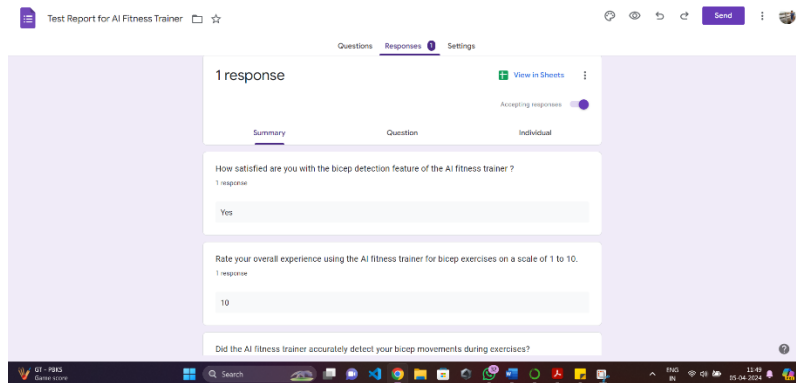 Test Report for AI Fitness Trainer
Send
Questions Responses 1 Settings
1 response
View in Sheets
Accepting responses
Summary Question Individual
How satisfied are you with the bicep detection feature of the AI fitness trainer ?
1 response
Yes
Rate your overall experience using the AI fitness trainer for bicep exercises on a scale of 1 to 10.
1 response
10
Did the AI fitness trainer accurately detect your bicep movements during exercises?
GT - PBKS
Game score
Search
ENG
IN
11:49
05-04-2024